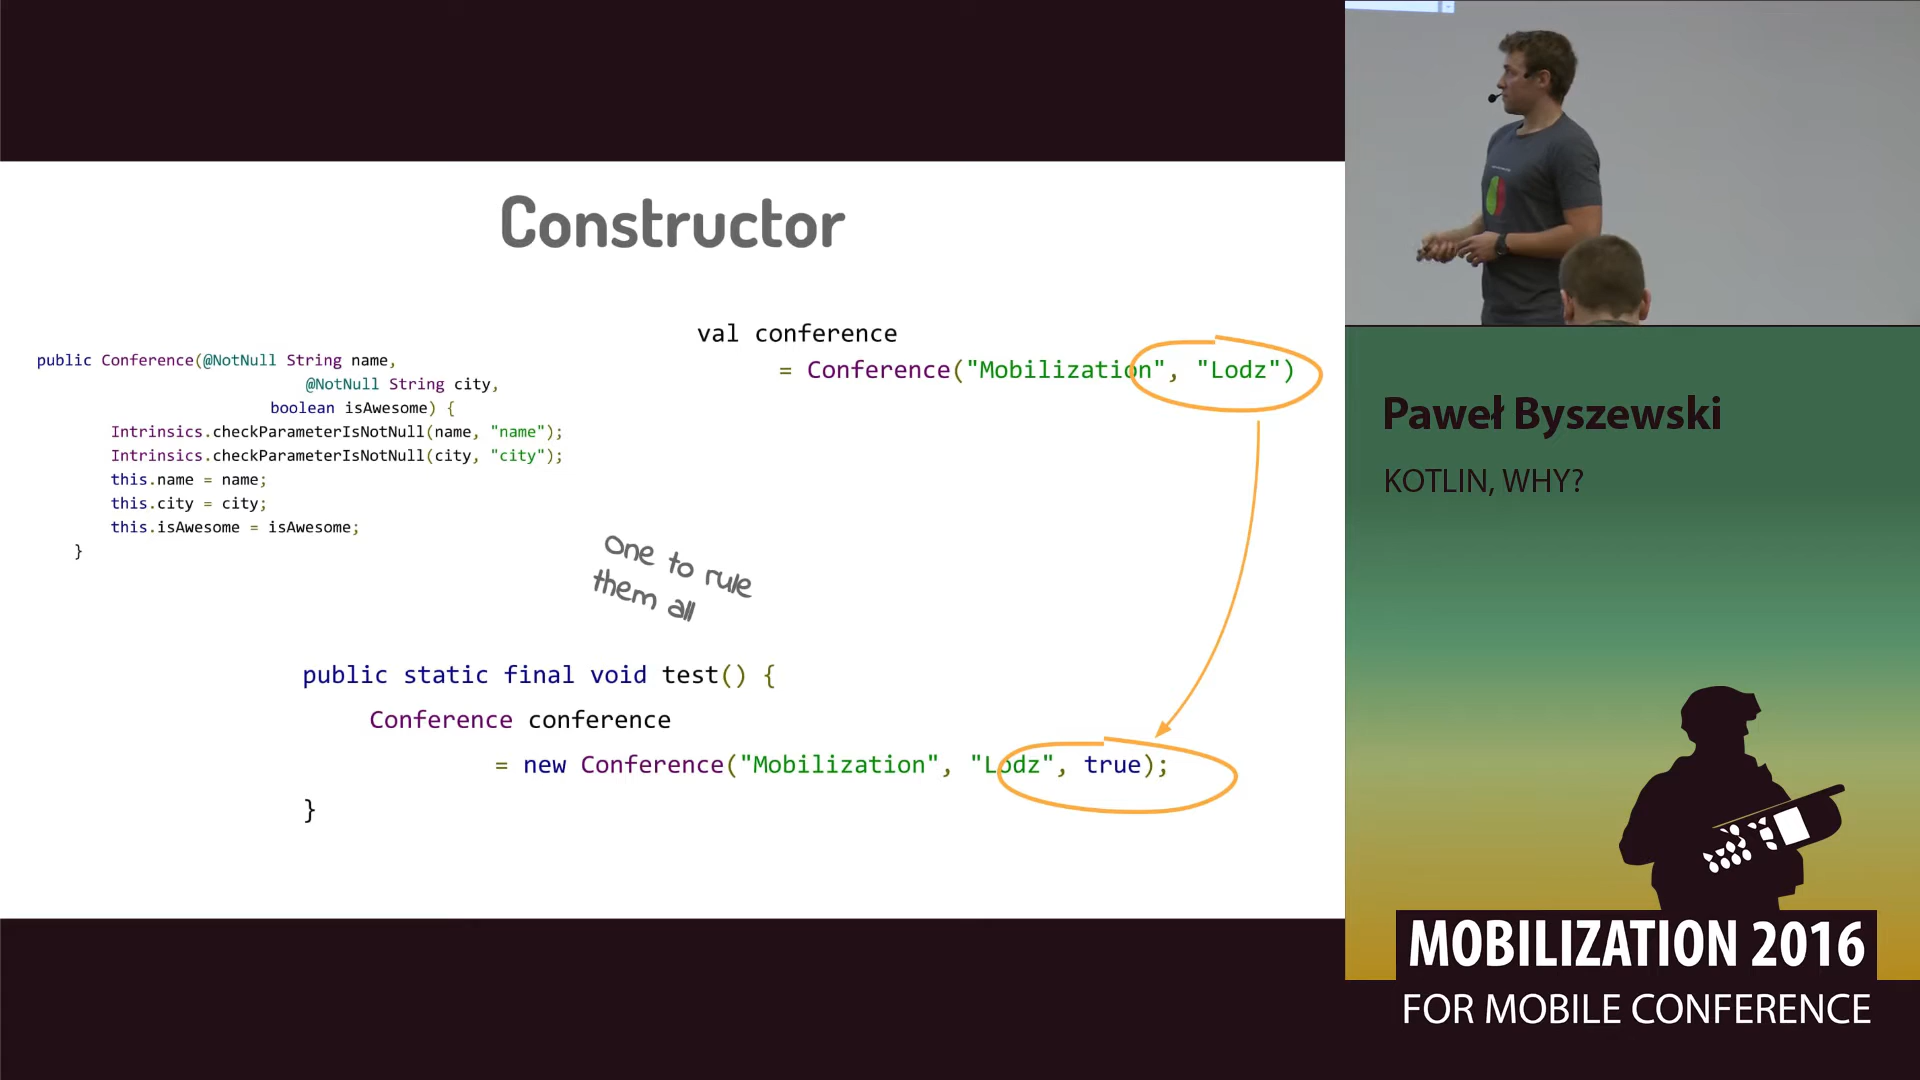 Constructor
public Conference(@NotNull String name,
@NotNull String city,
boolean isAwesome) {
Intrinsics.checkParameterIsNotNull(name, "name");
Intrinsics.checkParameterIsNotNull(city, "city");
this.name = name;
this.city = city;
this.isAwesome = isAwesome;
}
val conference
= Conference("Mobilization", "Lodz")
One to rule
them all
public static final void test() {
Conference conference
= new Conference("Mobilization", "Lodz", true);
}
Paweł Byszewski
KOTLIN, WHY?
MOBILIZATION 2016
FOR MOBILE CONFERENCE